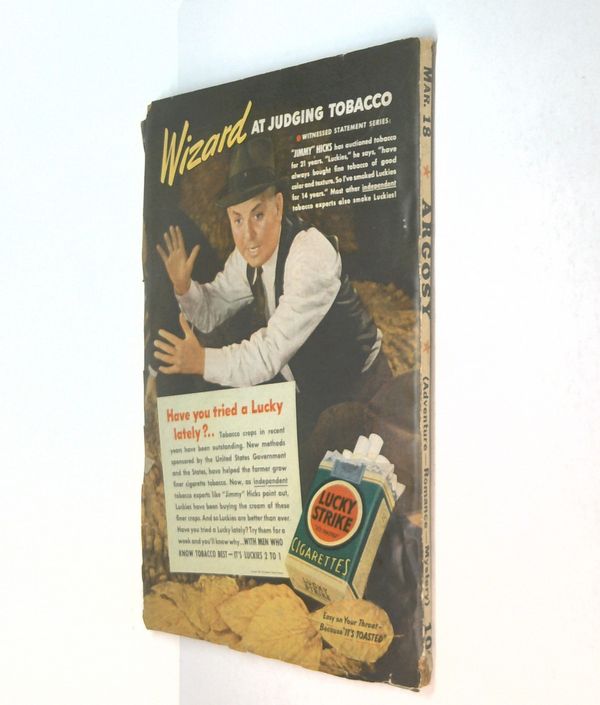 Wizard AT JUDGING TOBACCO
WITNESSED STATEMENT SERIES:
"JIMMY" HICKS has auctioned tobacco
for 21 years. "Luckies," he says, "have
always bought fine tobacco of good
color and texture. So I've smoked Luckies
for 14 years." Most other independent
tobacco experts also smoke Luckies!
Have you tried a Lucky
lately?.. Tobacco crops in recent
years have been outstanding. New methods
sponsored by the United States Government
and the States, have helped the farmer grow
finer cigarette tobacco. Now, as independent
tobacco experts like "Jimmy" Hicks point out,
Luckies have been buying the cream of these
finer crops. And so Luckies are better than ever.
Have you tried a Lucky lately? Try them for a
week and you'll know why... WITH MEN WHO
KNOW TOBACCO BEST—IT'S LUCKIES 2 TO 1
LUCKY
STRIKE
"IT'S TOASTED"
CIGARETTES
LUCKY
STRIKE
Easy on Your Throat—
Because "IT'S TOASTED"
MAR. 18 ★ ARGOSY ★ (Adventure — Romance — Mystery) 10